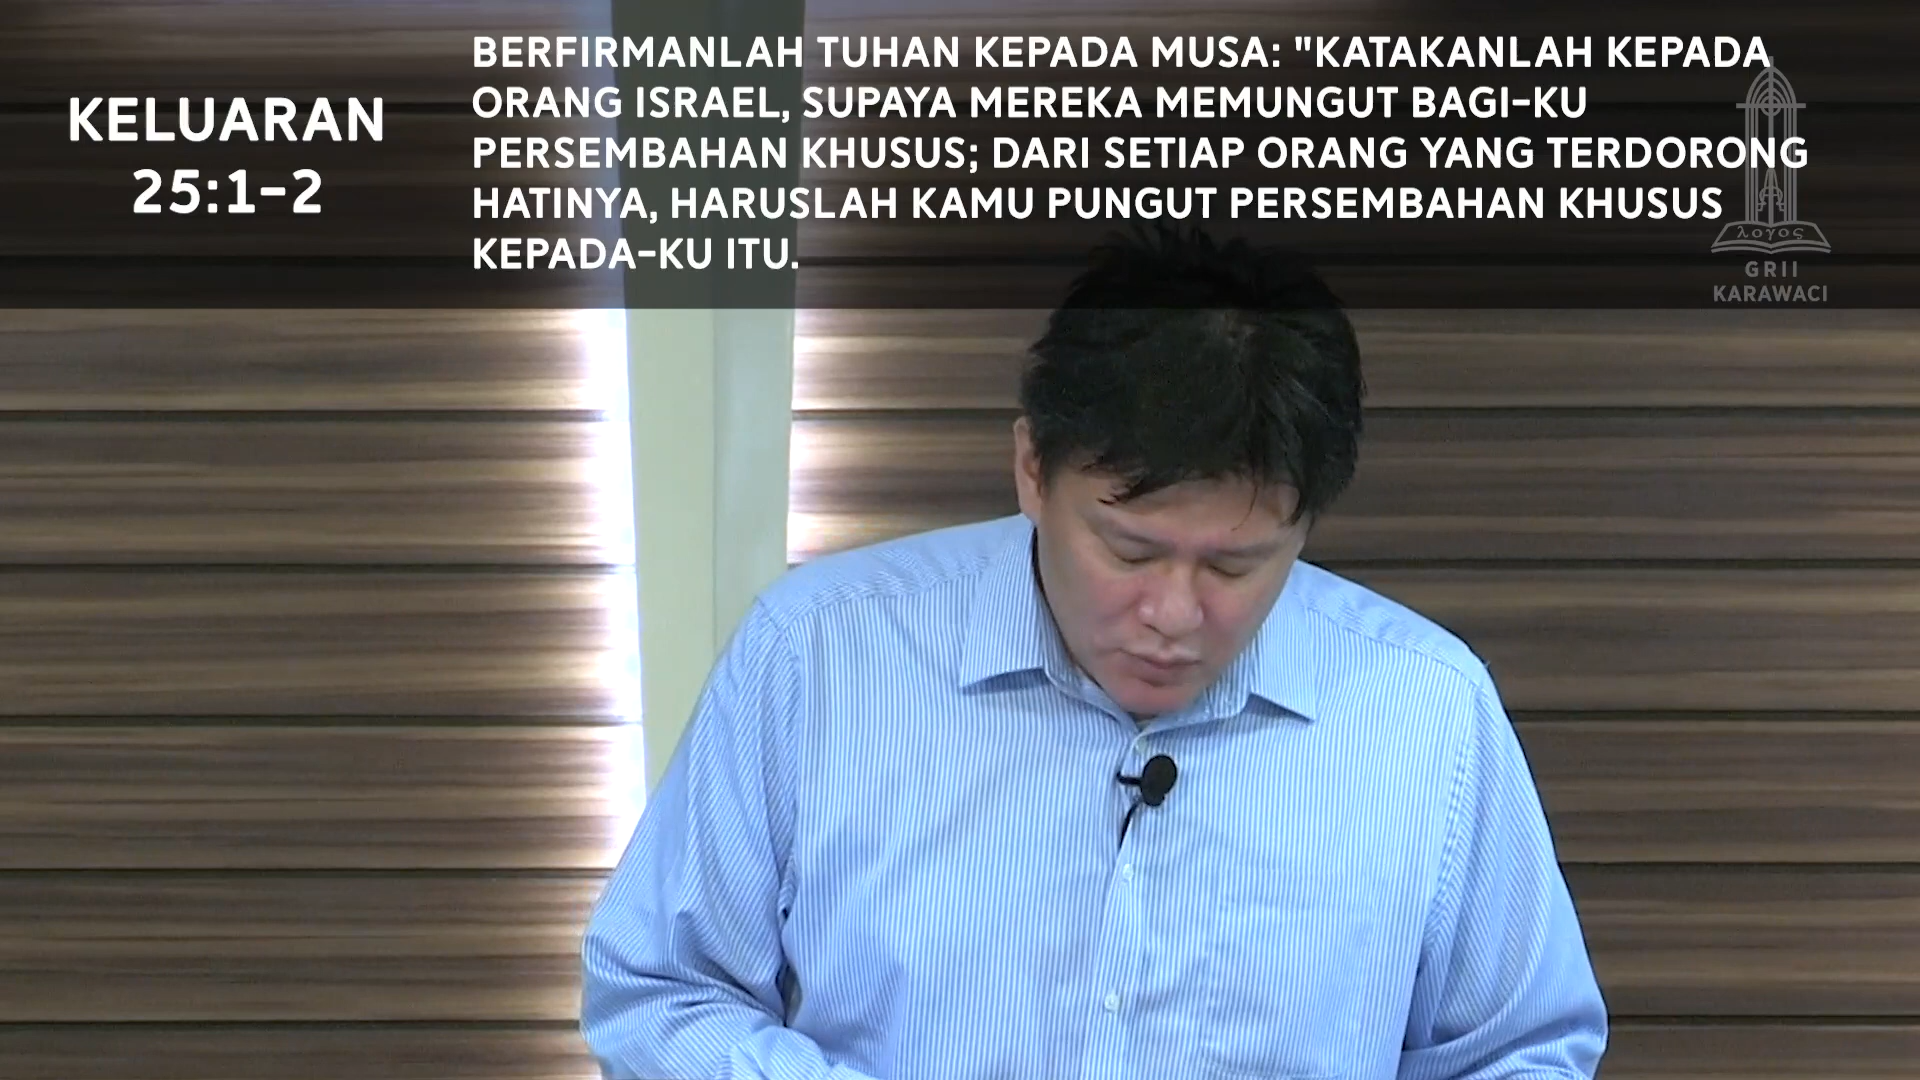 KELUARAN
25:1-2
BERFIRMANLAH TUHAN KEPADA MUSA: "KATAKANLAH KEPADA
ORANG ISRAEL, SUPAYA MEREKA MEMUNGUT BAGI-KU
PERSEMBAHAN KHUSUS; DARI SETIAP ORANG YANG TERDORONG
HATINYA, HARUSLAH KAMU PUNGUT PERSEMBAHAN KHUSUS
KEPADA-KU ITU.
λογος
GRII
KARAWACI